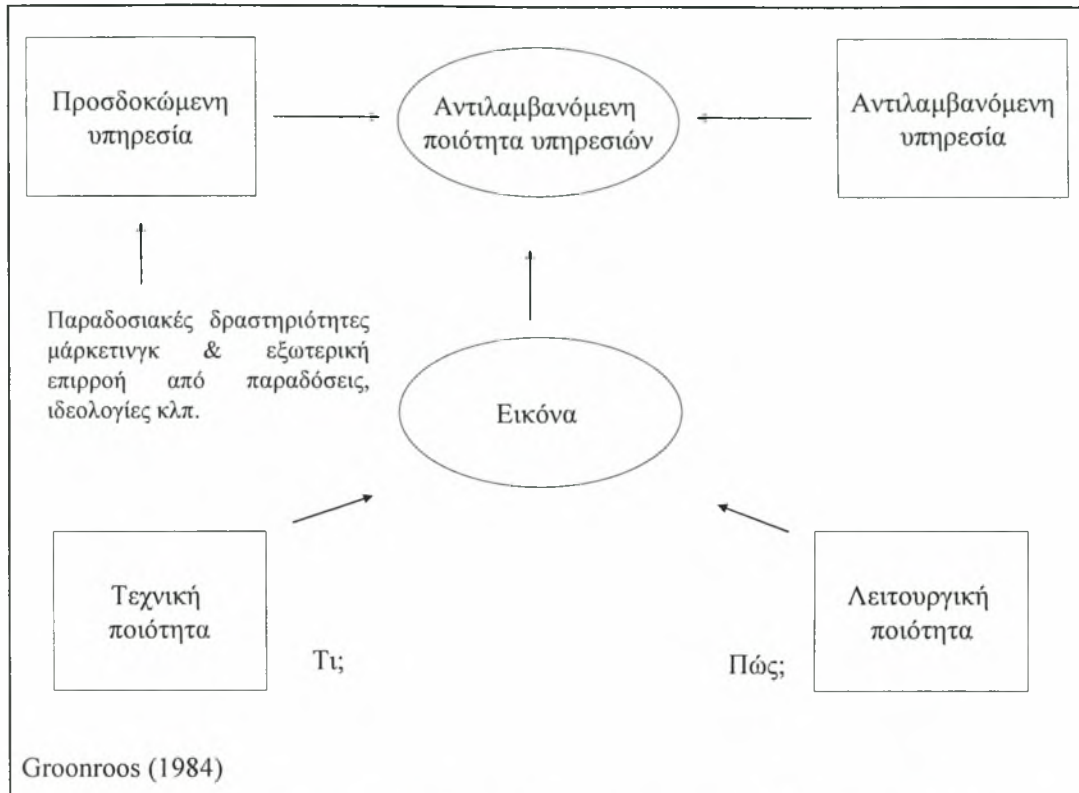 Προσδοκώμενη
υπηρεσία
Αντιλαμβανόμενη
ποιότητα υπηρεσιών
Αντιλαμβανόμενη
υπηρεσία
Παραδοσιακές δραστηριότητες
μάρκετινγκ & εξωτερική
επιρροή από παραδόσεις,
ιδεολογίες κλπ.
Εικόνα
Τεχνική
ποιότητα
Τι;
Πώς;
Λειτουργική
ποιότητα
Groonroos (1984)